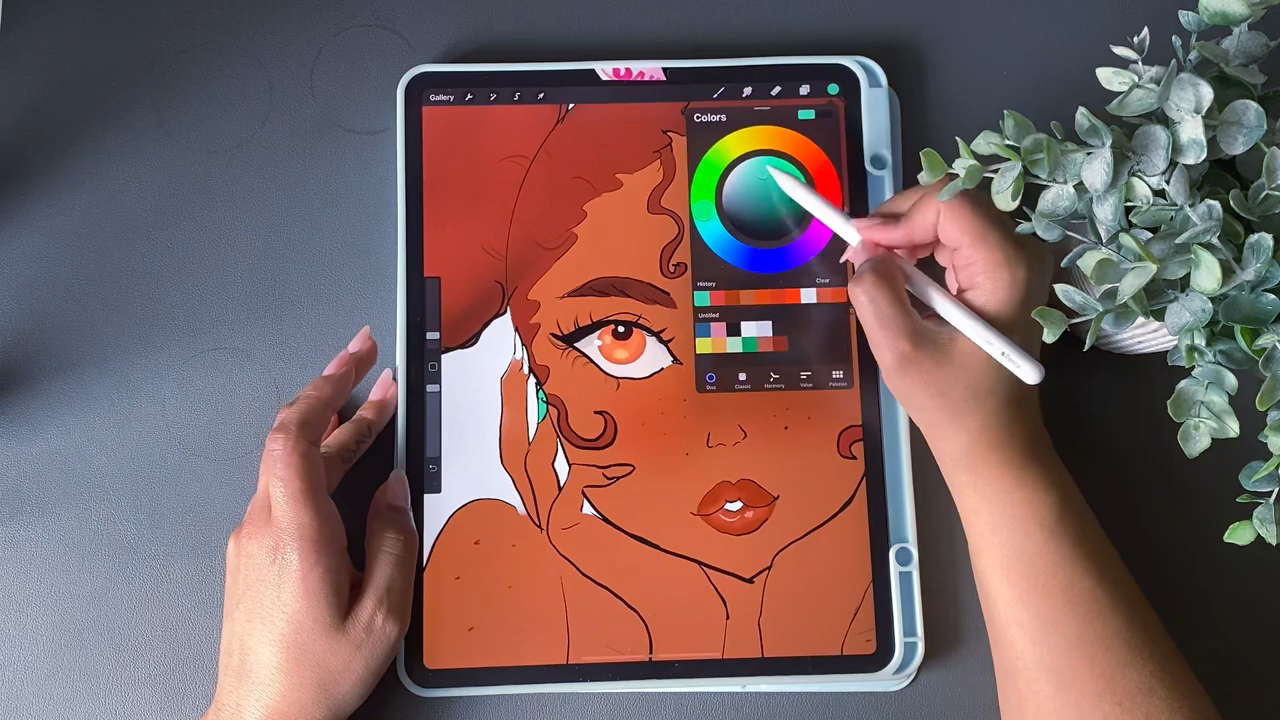 Gallery
Colors
History
Clear
Untitled
Disc
Classic
Harmony
Value
Palettes